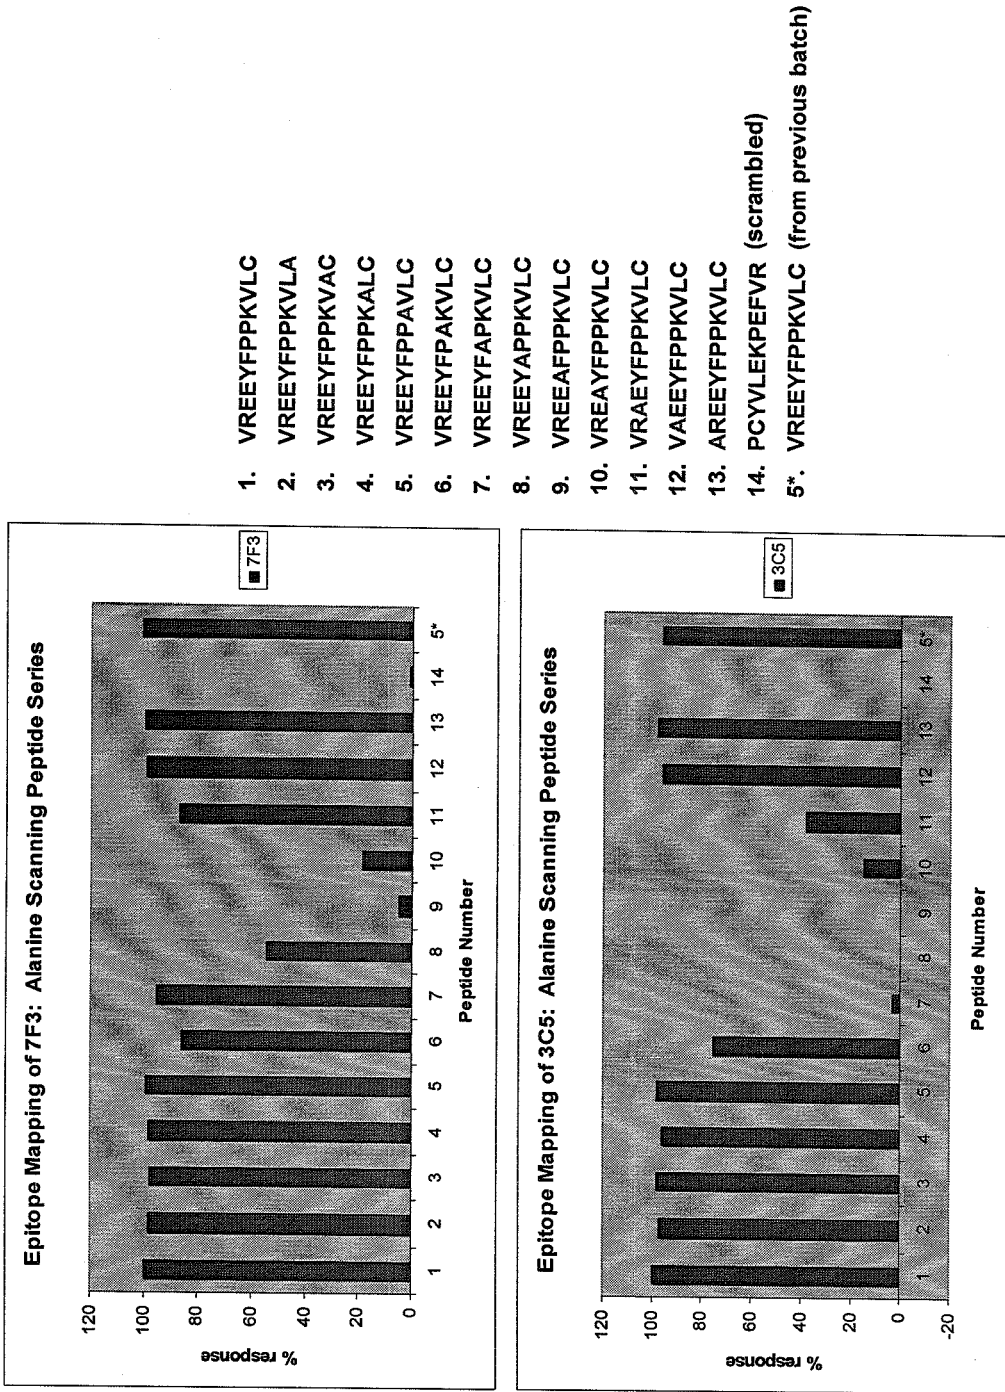 Epitope Mapping of 7F3: Alanine Scanning Peptide Series
% response
120
100
80
60
40
20
0
1 2 3 4 5 6 7 8 9 10 11 12 13 14 5*
Peptide Number
7F3
Epitope Mapping of 3C5: Alanine Scanning Peptide Series
% response
120
100
80
60
40
20
0
-20
1 2 3 4 5 6 7 8 9 10 11 12 13 14 5*
Peptide Number
3C5
1. VREEYFPPKVLC
2. VREEYFPPKVLA
3. VREEYFPPKVAC
4. VREEYFPPKALC
5. VREEYFPPAVLC
6. VREEYFPAKVLC
7. VREEYFAPKVLC
8. VREEYAPPKVLC
9. VREEAFPPKVLC
10. VREAYFPPKVLC
11. VRAEYFPPKVLC
12. VAEEYFPPKVLC
13. AREEYFPPKVLC
14. PCYVLEKPEFVR (scrambled)
5*. VREEYFPPKVLC (from previous batch)